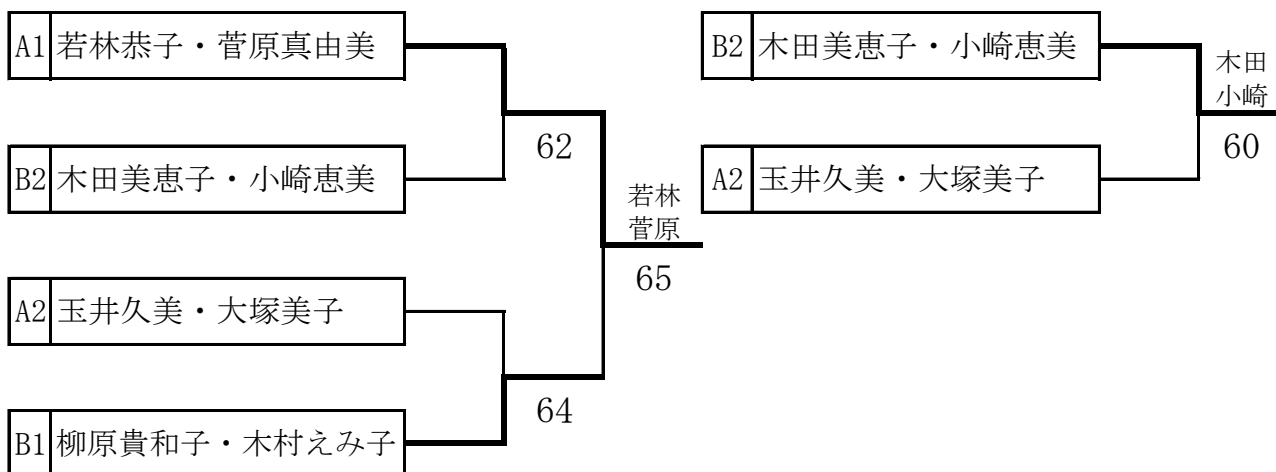 A1 若林恭子・菅原真由美
62
B2 木田美恵子・小崎恵美
若林
菅原
65
A2 玉井久美・大塚美子
64
B1 柳原貴和子・木村えみ子
B2 木田美恵子・小崎恵美
木田
小崎
60
A2 玉井久美・大塚美子